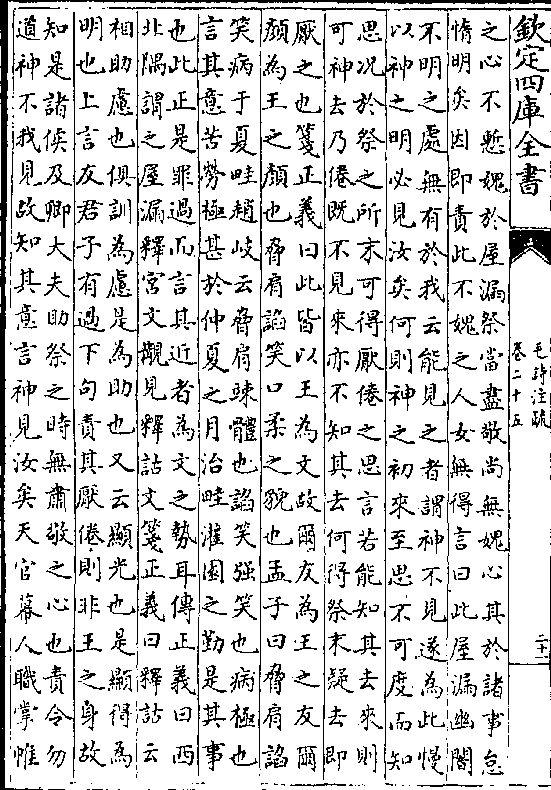 欽定四庫全書
毛詩注疏
卷二十五
二十
之心不慙媿於屋漏祭當盡敬尚無媿心其於諸事怠
惰明矣因即責此不媿之人女無得言曰此屋漏幽闇
不明之處無有於我云能見之者謂神不見遂為此慢
以神之明必見汝矣何則神之初來至思不可度而知
思况於祭之所末可得厭倦之思言若能知其去來則
可神去乃倦既不見來亦不知其去何得祭末疑去即
厭之也箋正義曰此皆以王為文故爾友為王之友爾
顔為王之顔也脅肩謟笑口柔之貌也孟子曰脅肩謟
笑病于夏畦趙岐云脅肩竦體也謟笑强笑也病極也
言其意苦勞極甚於仲夏之月治畦灌園之勤是其事
也此正是罪過而言其近者為文之勢耳傳正義曰西
北隅謂之屋漏釋宮文觀見釋詁文箋正義曰釋詁云
相助慮也俱訓為慮是為助也又云顯光也是顯得為
明也上言友君子有過下句責其厭倦則非王之身故
知是諸侯及卿大夫助祭之時無肅敬之心也責令勿
道神不我見故知其意言神見汝矣天官幕人職掌帷